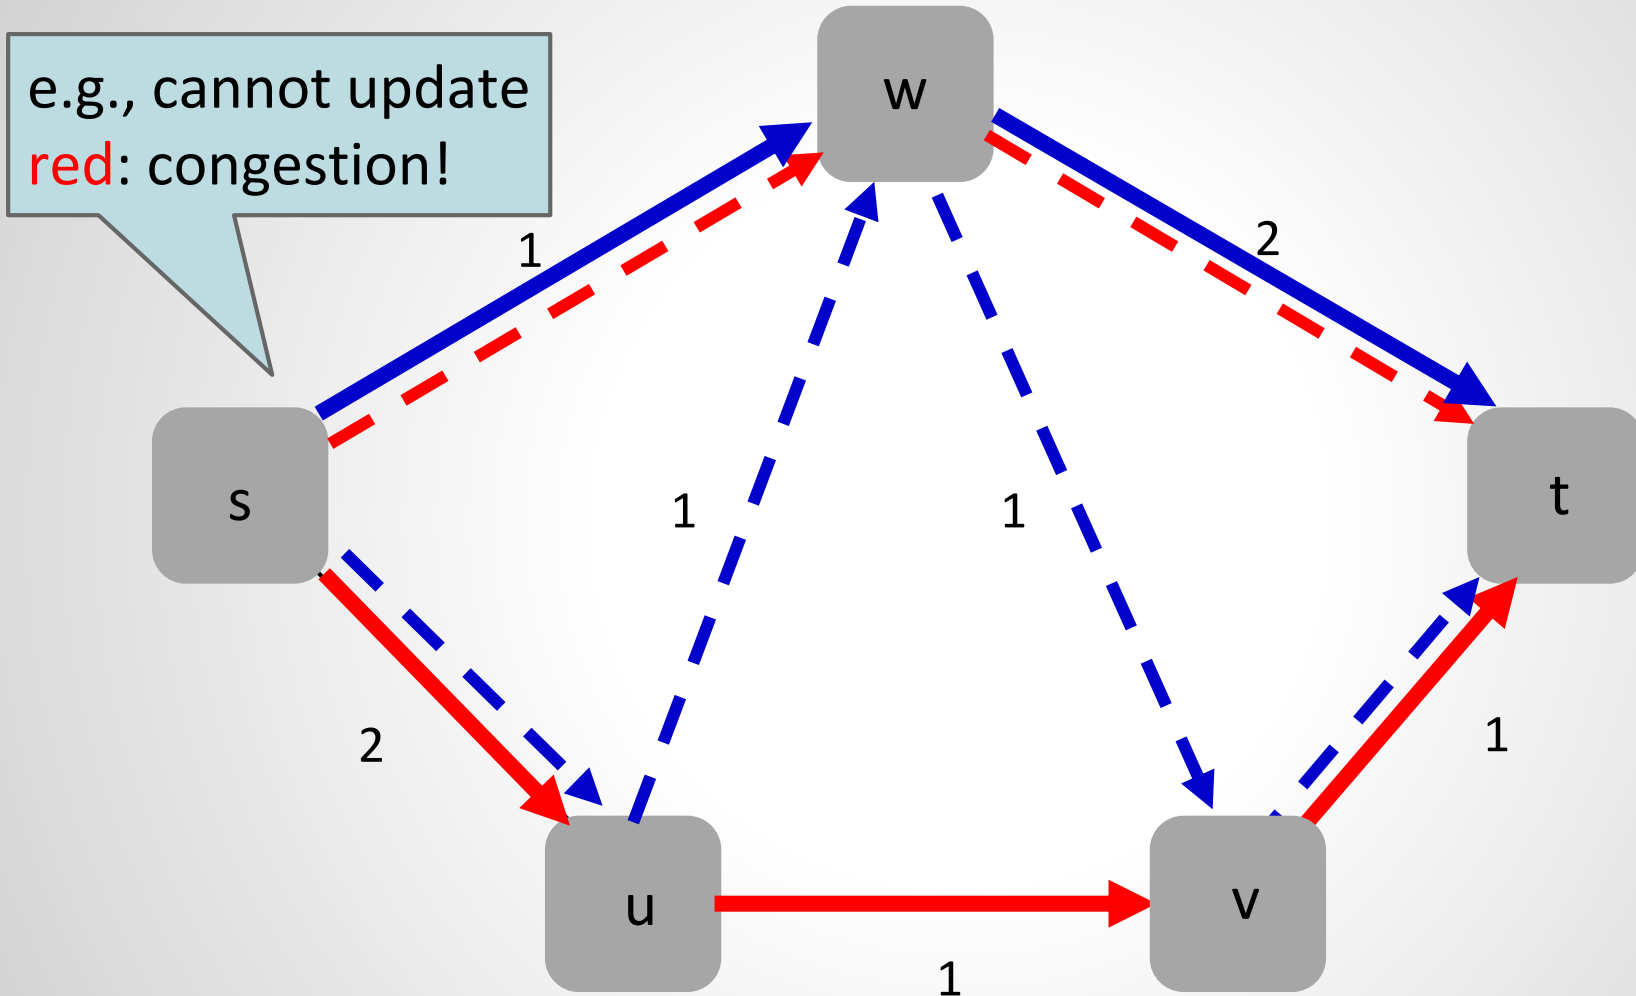 e.g., cannot update
red: congestion!
w
1
2
s
1
1
t
2
1
u
v
1